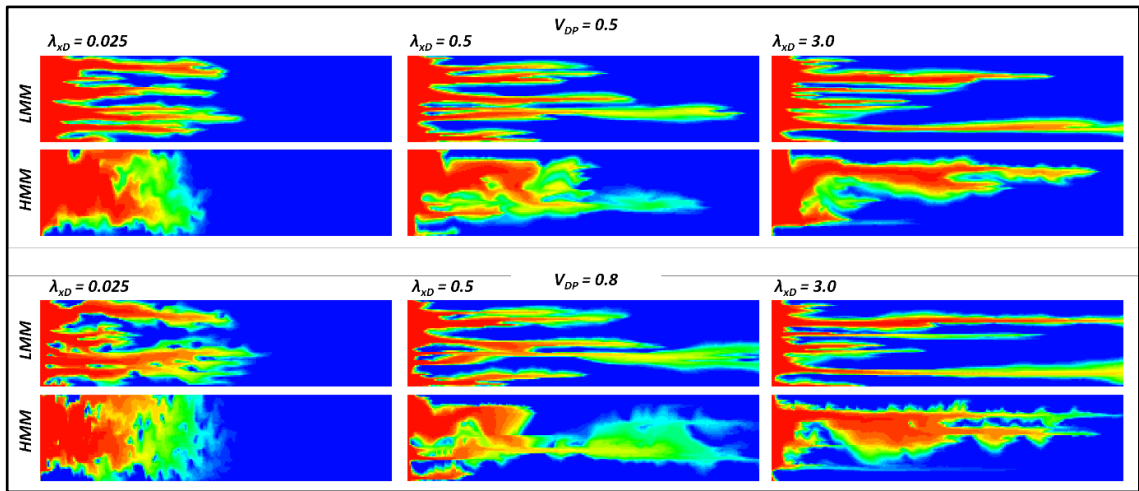 V_DP = 0.5
λ_xD = 0.025
λ_xD = 0.5
λ_xD = 3.0
LMM
HMM
V_DP = 0.8
λ_xD = 0.025
λ_xD = 0.5
λ_xD = 3.0
LMM
HMM